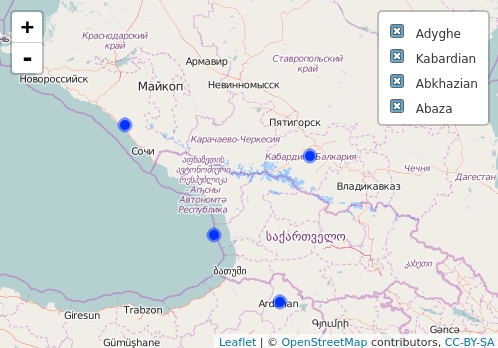 +
-
Adyghe
Kabardian
Abkhazian
Abaza
Краснодарский
край
Армавир
Ставропольский
край
Новороссийск
Майкоп
Невинномысск
Пятигорск
Карачаево-Черкесия
Сочи
Кабардино-Балкария
Чечня
Дагестан
Владикавказ
აფხაზეთის
ავტონომიური
რესპუბლიკა
- Аҧсны
Автономтә
Республика
საქართველო
ბათუმი
კახეთი
Ardahan
Giresun
Trabzon
Gümüşhane
Գյումրի
Gəncə
Leaflet | © OpenStreetMap contributors, CC-BY-SA